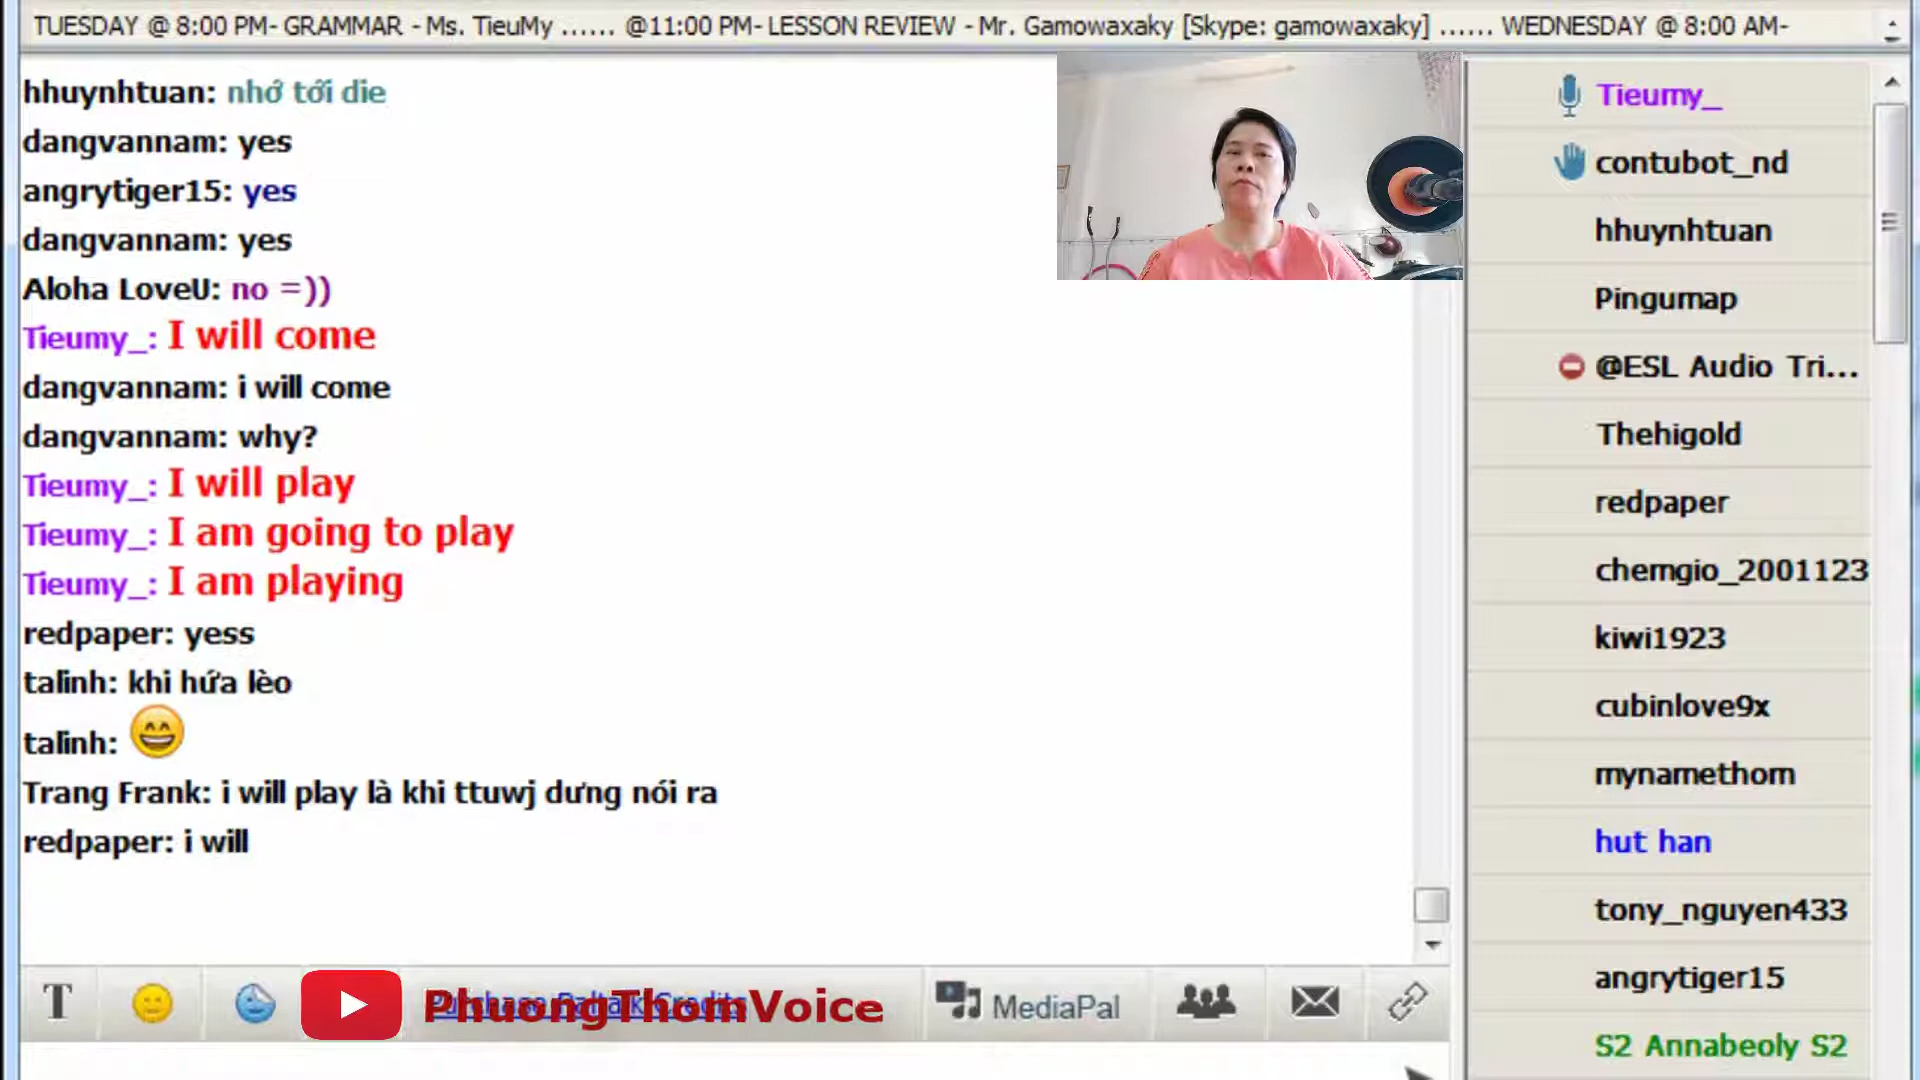 TUESDAY @ 8:00 PM- GRAMMAR - Ms. TieuMy ...... @11:00 PM- LESSON REVIEW - Mr. Gamowaxaky [Skype: gamowaxaky] ...... WEDNESDAY @ 8:00 AM-
hhuynhtuan: nhớ tới die
dangvannam: yes
angrytiger15: yes
dangvannam: yes
Aloha LoveU: no =))
Tieumy_: I will come
dangvannam: i will come
dangvannam: why?
Tieumy_: I will play
Tieumy_: I am going to play
Tieumy_: I am playing
redpaper: yess
talinh: khi hứa lèo
talinh:
Trang Frank: i will play là khi ttuwj dưng nói ra
redpaper: i will
Tieumy_
contubot_nd
hhuynhtuan
Pingumap
@ESL Audio Tri...
Thehigold
redpaper
chemgio_2001123
kiwi1923
cubinlove9x
mynamethom
hut han
tony_nguyen433
angrytiger15
S2 Annabeoly S2
T
Purchase Paltalk Credits
PhuongThomVoice
MediaPal